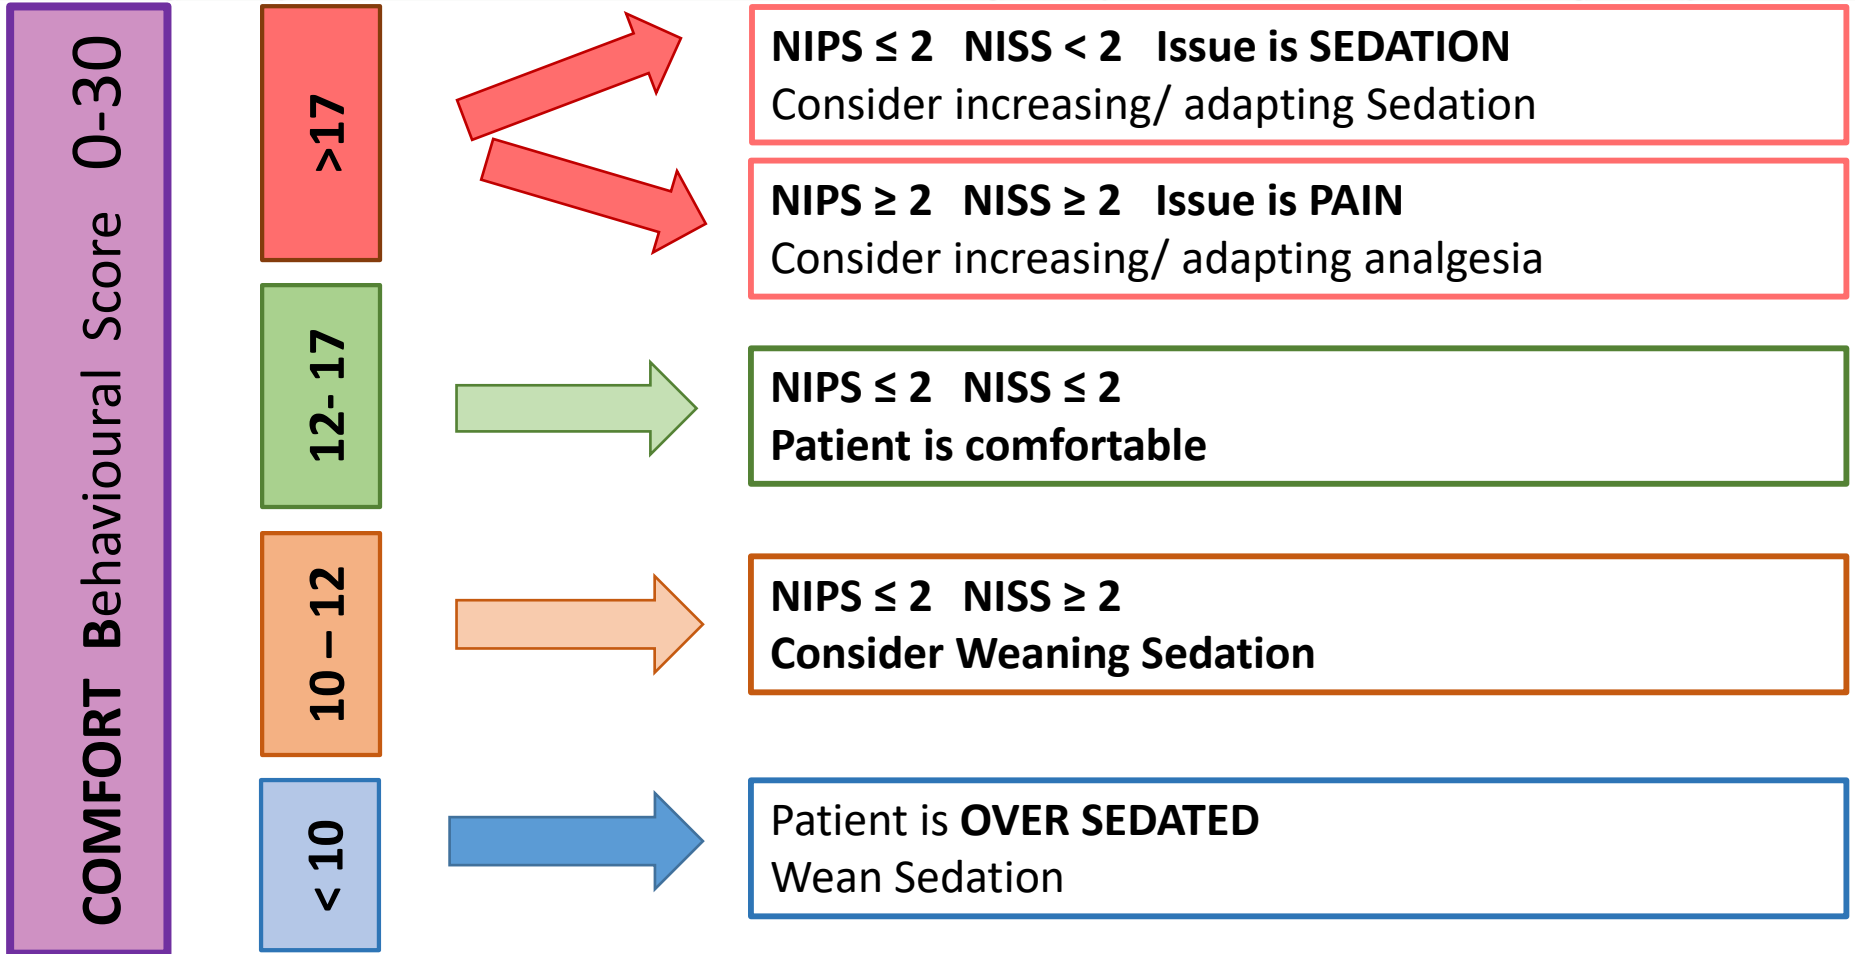 COMFORT Behavioural Score 0-30
>17
NIPS ≤ 2 NISS < 2 Issue is SEDATION
Consider increasing/ adapting Sedation
NIPS ≥ 2 NISS ≥ 2 Issue is PAIN
Consider increasing/ adapting analgesia
12- 17
NIPS ≤ 2 NISS ≤ 2
Patient is comfortable
10 – 12
NIPS ≤ 2 NISS ≥ 2
Consider Weaning Sedation
< 10
Patient is OVER SEDATED
Wean Sedation